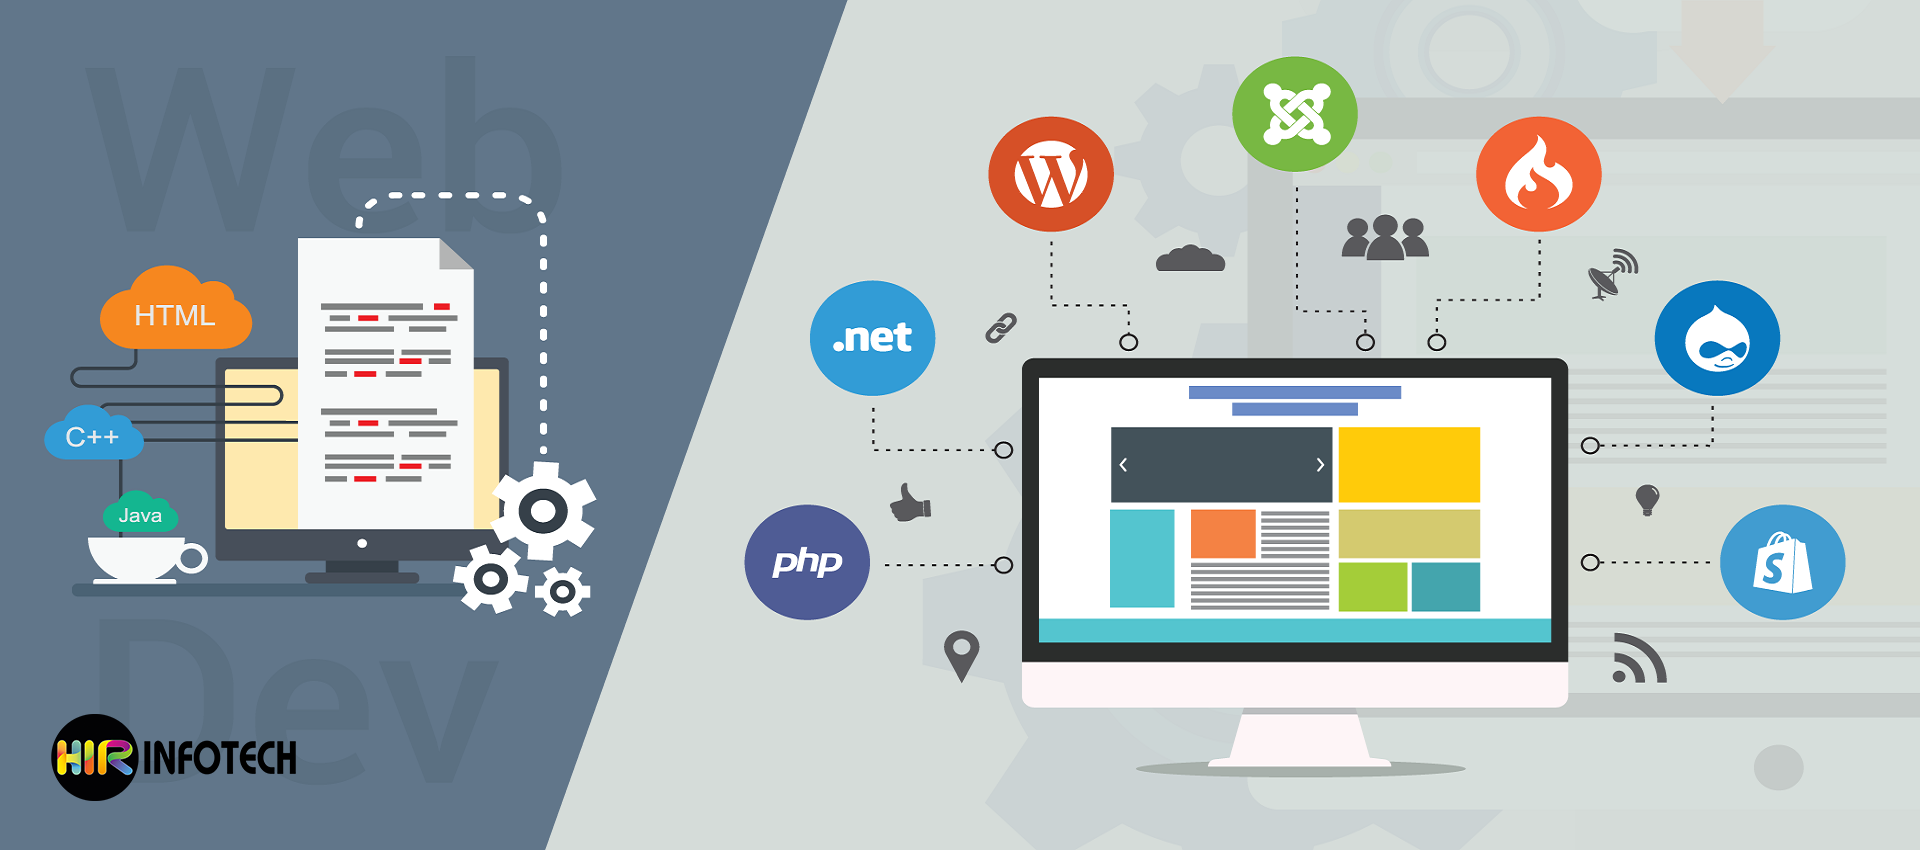 Web
HTML
C++
Java
Dev
HIR INFOTECH
W
.net
php
S